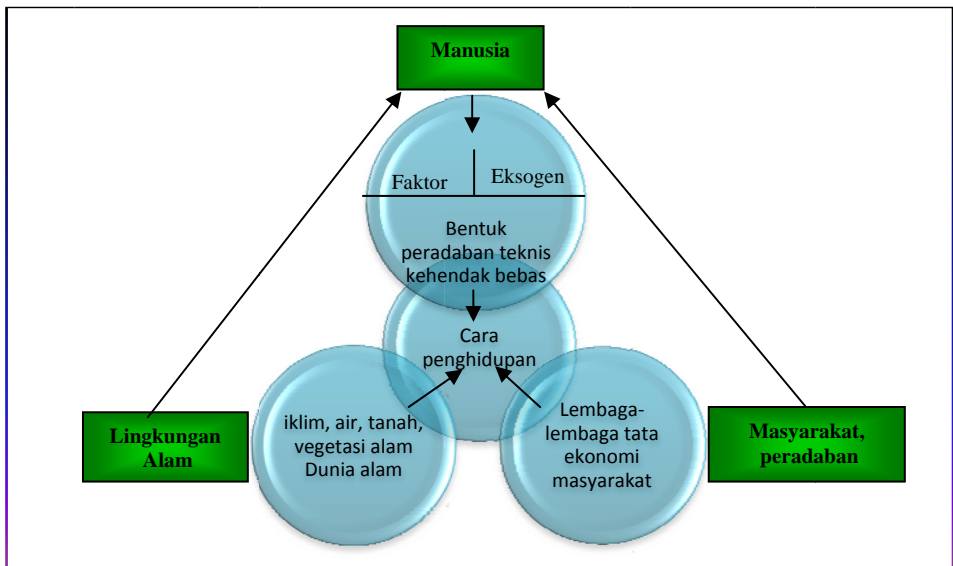 Manusia
Faktor
Eksogen
Bentuk
peradaban teknis
kehendak bebas
Cara
penghidupan
Lingkungan
Alam
iklim, air, tanah,
vegetasi alam
Dunia alam
Lembaga-
lembaga tata
ekonomi
masyarakat
Masyarakat,
peradaban